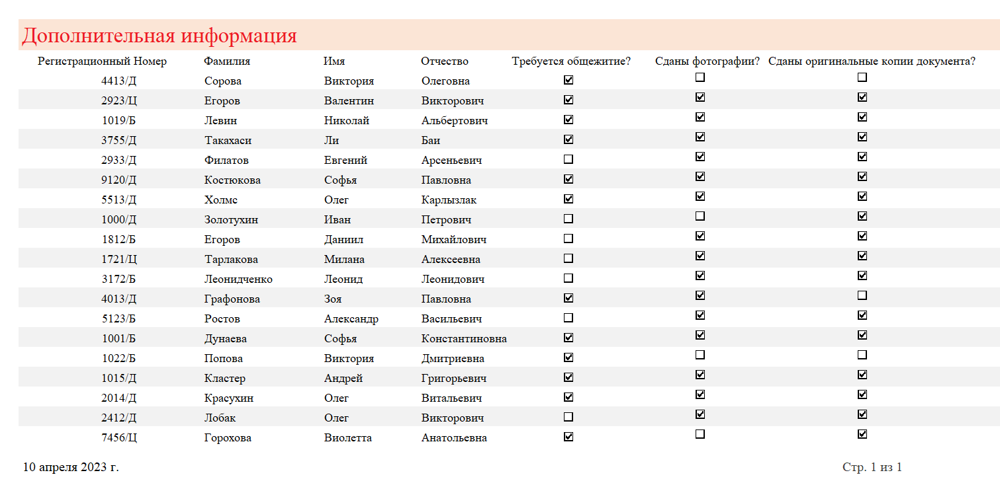 Дополнительная информация
Регистрационный Номер Фамилия Имя Отчество Требуется общежитие? Сданы фотографии? Сданы оригинальные копии документа?
4413/Д Сорова Виктория Олеговна
2923/Ц Егоров Валентин Викторович
1019/Б Левин Николай Альбертович
3755/Д Такахаси Ли Баи
2933/Д Филатов Евгений Арсеньевич
9120/Д Костюкова Софья Павловна
5513/Д Холмс Олег Карлызлак
1000/Д Золотухин Иван Петрович
1812/Б Егоров Даниил Михайлович
1721/Ц Тарлакова Милана Алексеевна
3172/Б Леонидченко Леонид Леонидович
4013/Д Графонова Зоя Павловна
5123/Б Ростов Александр Васильевич
1001/Б Дунаева Софья Константиновна
1022/Б Попова Виктория Дмитриевна
1015/Д Кластер Андрей Григорьевич
2014/Д Красухин Олег Витальевич
2412/Д Лобак Олег Викторович
7456/Ц Горохова Виолетта Анатольевна
10 апреля 2023 г. Стр. 1 из 1